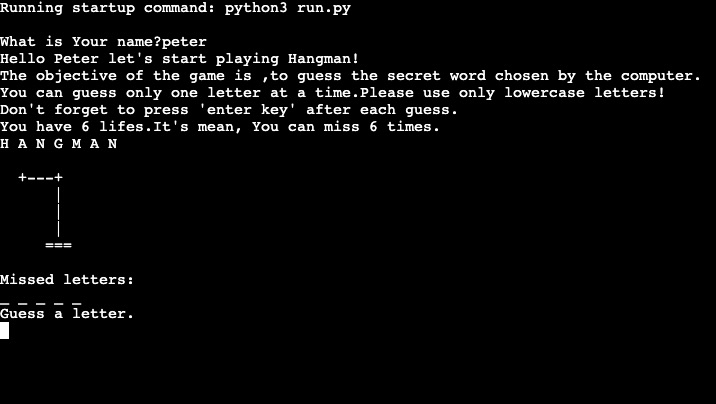 Running startup command: python3 run.py
What is Your name?peter
Hello Peter let's start playing Hangman!
The objective of the game is ,to guess the secret word chosen by the computer.
You can guess only one letter at a time.Please use only lowercase letters!
Don't forget to press 'enter key' after each guess.
You have 6 lifes.It's mean, You can miss 6 times.
H A N G M A N
+---+
|
|
|
===
Missed letters:
_ _ _ _ _
Guess a letter.